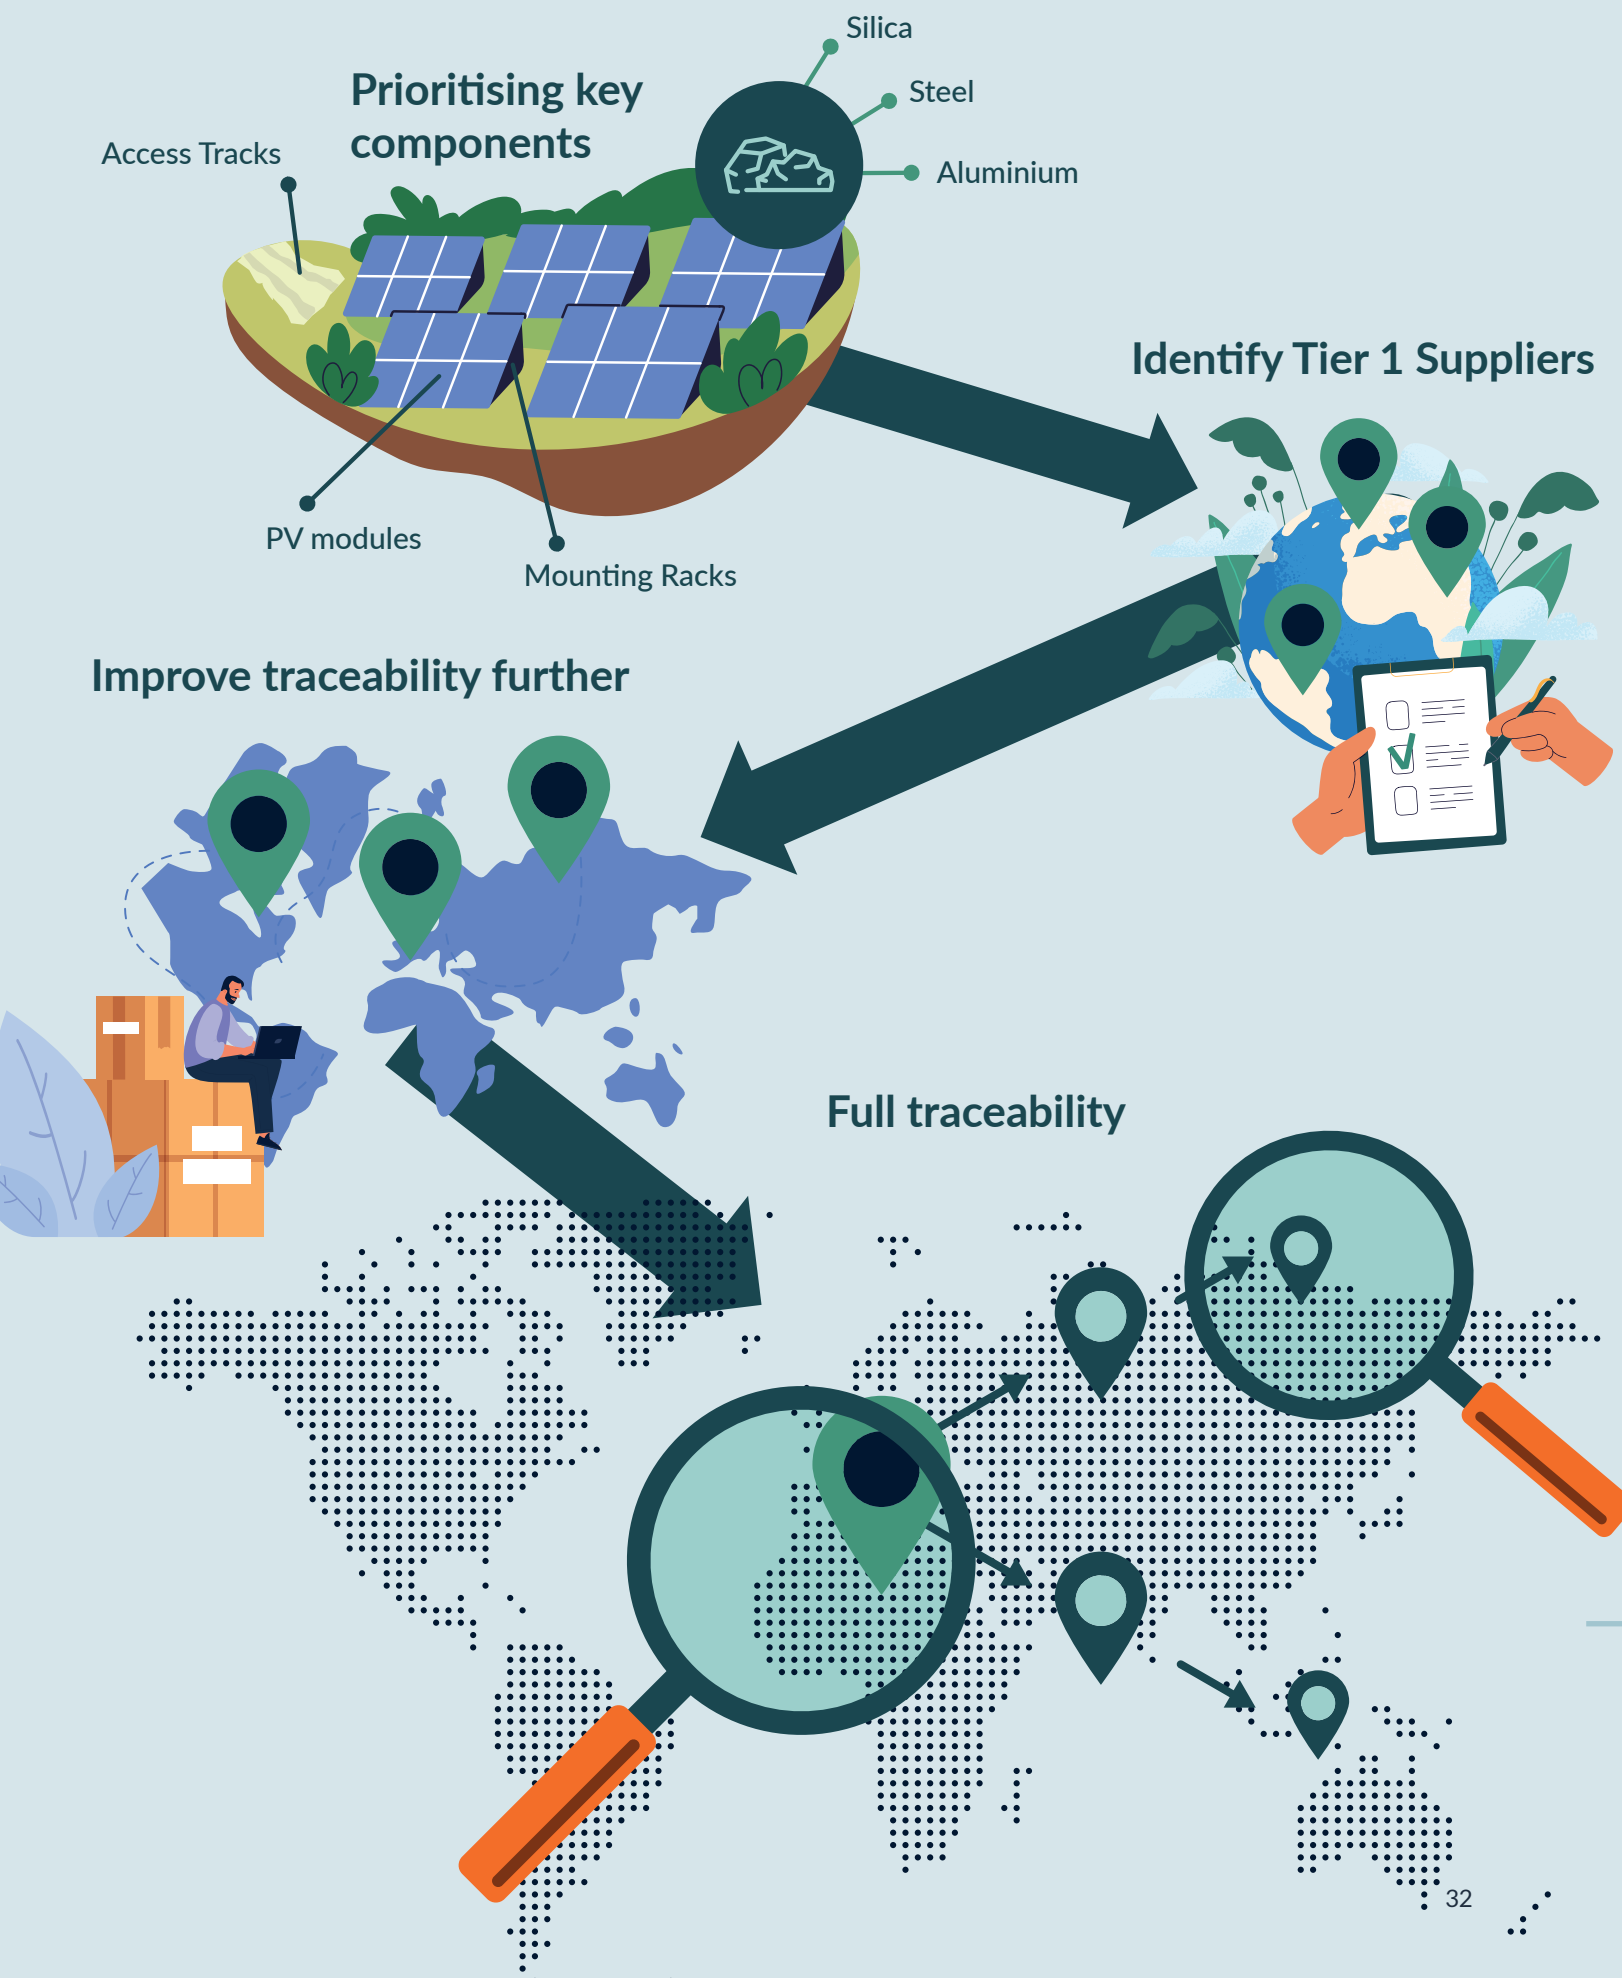 Silica
Prioritising key
components
Steel
Access Tracks
Aluminium
Identify Tier 1 Suppliers
PV modules
Mounting Racks
Improve traceability further
Full traceability
32